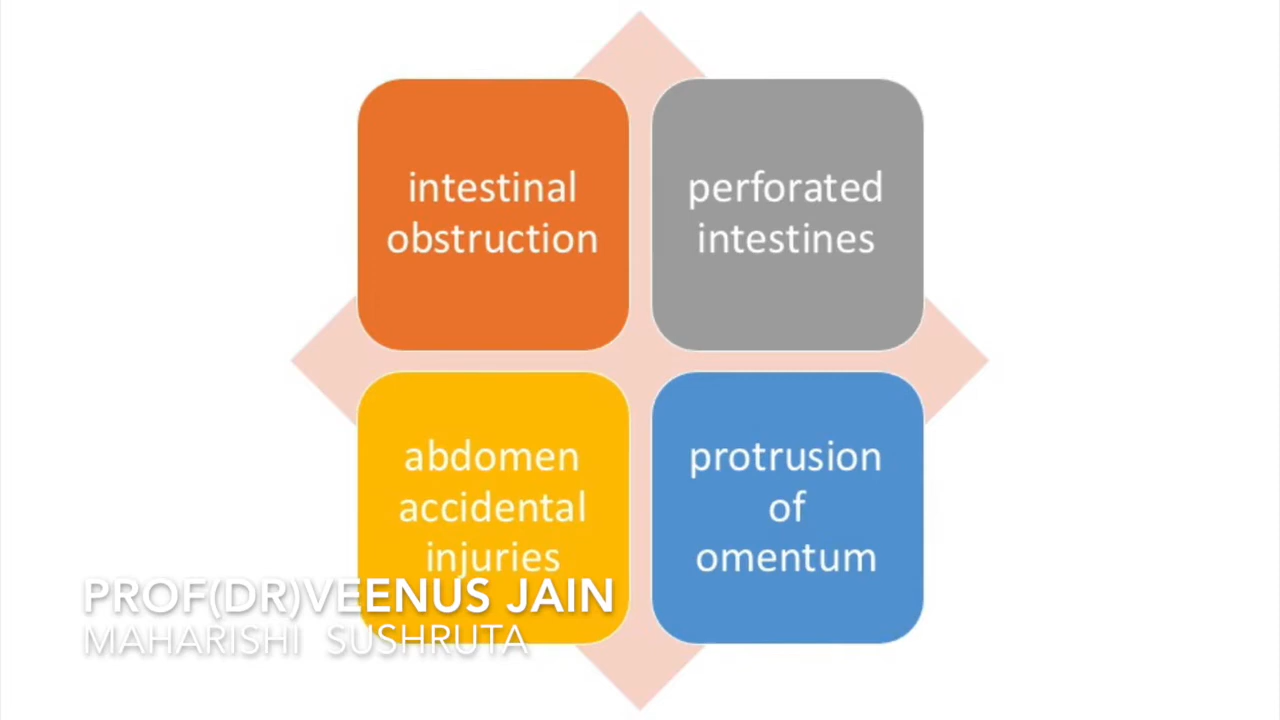 intestinal
obstruction
perforated
intestines
abdomen
accidental
injuries
protrusion
of
omentum
PROF(DR)VEENUS JAIN
MAHARISHI SUSHRUTA